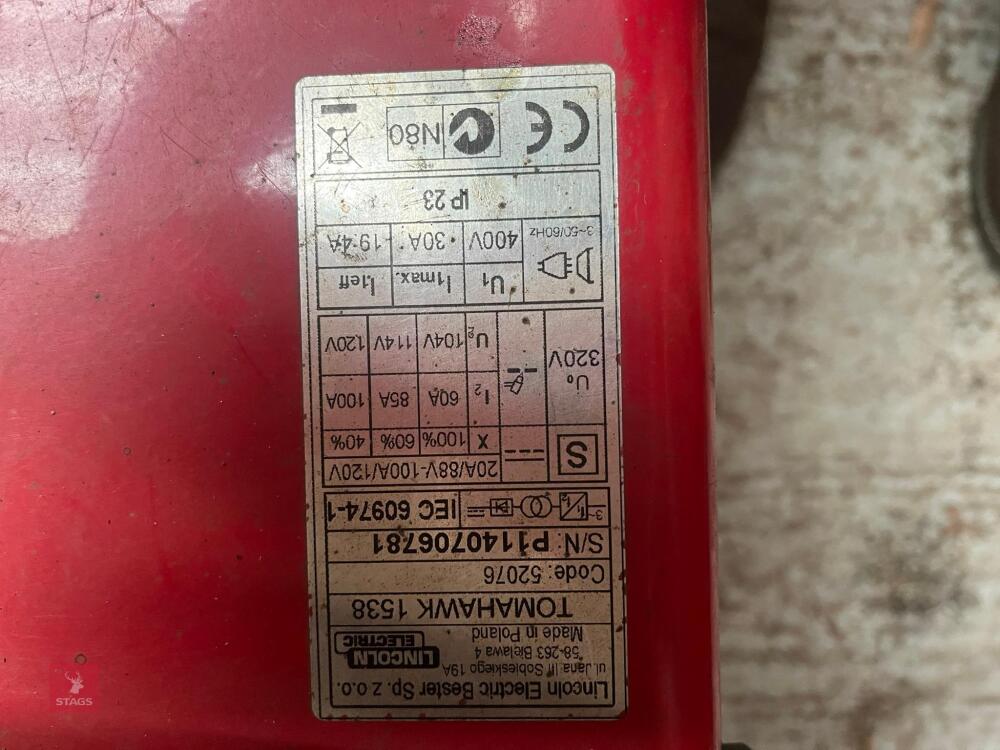 Lincoln Electric Bester Sp. z o.o.
ul. Jana III Sobieskiego 19A
58-263 Bielawa 4
Made in Poland
LINCOLN
ELECTRIC
TOMAHAWK 1538
Code: 52076
S/N: P1140706781
3~ f1 f2 IEC 60974-1
S 20A/88V-100A/120V
X 100% 60% 40%
U₀ 320V I₂ 60A 85A 100A
U₂ 104V 114V 120V
U₁ I₁max. I₁eff
3~50/60Hz 400V 30A 19.4A
IP 23
CE N80
STAGS